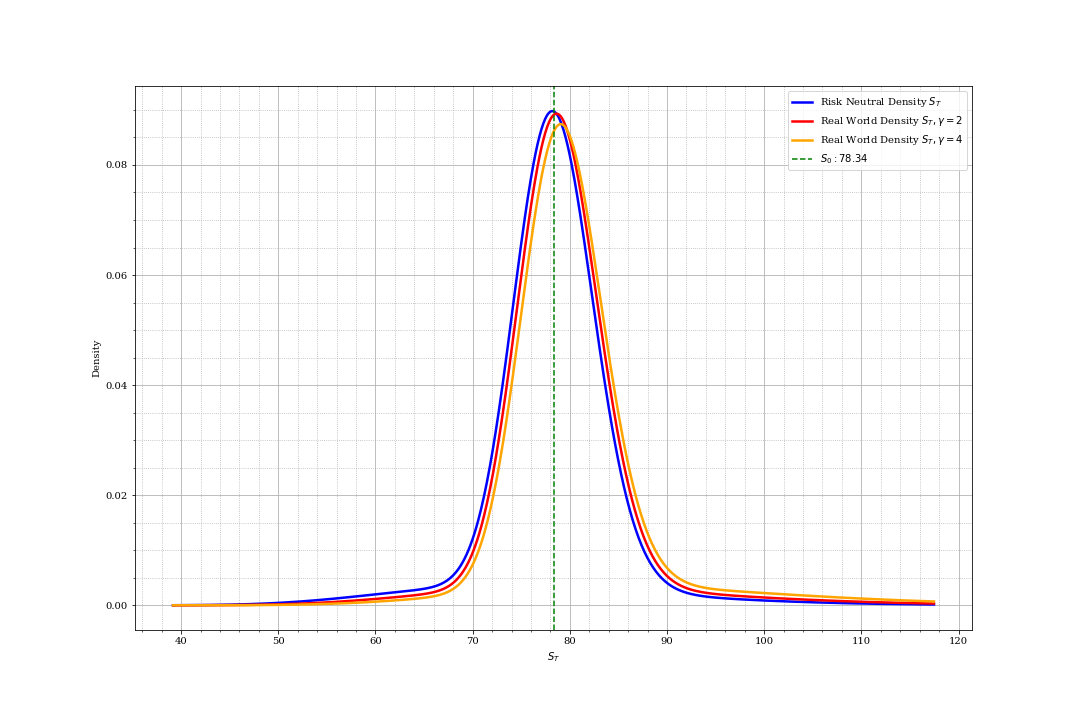 Risk Neutral Density $S_T$
Real World Density $S_T, γ = 2$
Real World Density $S_T, γ = 4$
$S_0 : 78.34$
Density
0.08
0.06
0.04
0.02
0.00
40 50 60 70 80 90 100 110 120
$S_T$